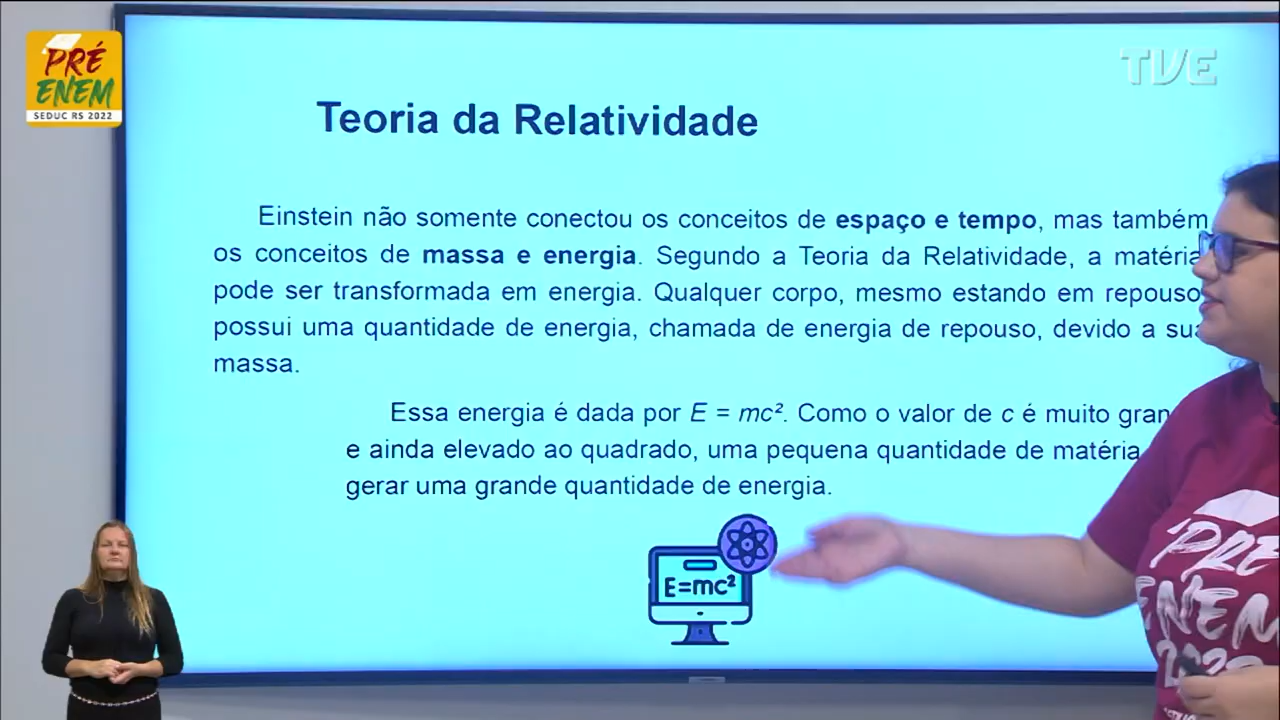 PRÉ
ENEM
SEDUC RS 2022
TVE
Teoria da Relatividade
Einstein não somente conectou os conceitos de espaço e tempo, mas também
os conceitos de massa e energia. Segundo a Teoria da Relatividade, a matéria
pode ser transformada em energia. Qualquer corpo, mesmo estando em repouso
possui uma quantidade de energia, chamada de energia de repouso, devido a sua
massa.
Essa energia é dada por E = mc². Como o valor de c é muito
e ainda elevado ao quadrado, uma pequena quantidade de matéria
gerar uma grande quantidade de energia.
E=mc²
PRÉ
ENEM
2022